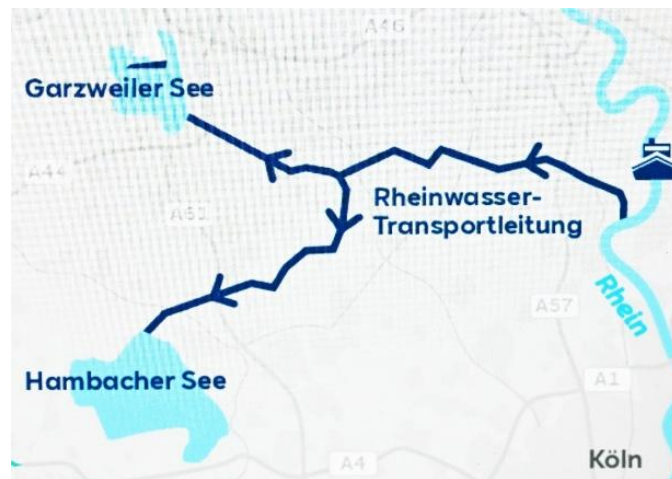 A46
Garzweiler See
A44
A61
Rheinwasser-
Transportleitung
Rhein
A57
Hambacher See
A1
A4
Köln